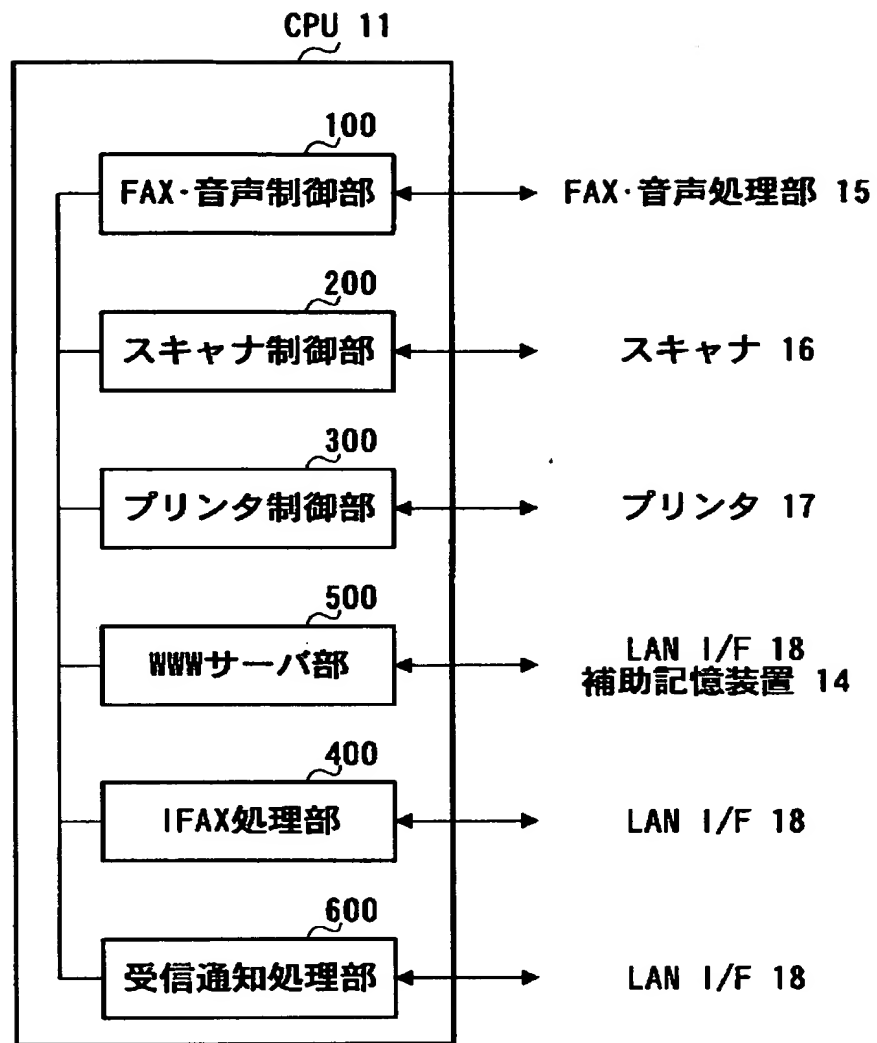 CPU 11
100
FAX・音声制御部
FAX・音声処理部 15
200
スキャナ制御部
スキャナ 16
300
プリンタ制御部
プリンタ 17
500
WWWサーバ部
LAN I/F 18
補助記憶装置 14
400
IFAX処理部
LAN I/F 18
600
受信通知処理部
LAN I/F 18